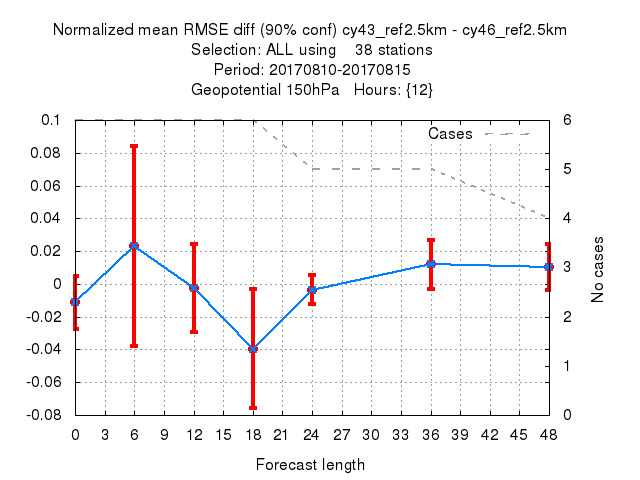 Normalized mean RMSE diff (90% conf) cy43_ref2.5km - cy46_ref2.5km
Selection: ALL using 38 stations
Period: 20170810-20170815
Geopotential 150hPa Hours: {12}
0.1
0.08
0.06
0.04
0.02
0
-0.02
-0.04
-0.06
-0.08
Cases
6
5
4
3
2
1
0
No cases
0 3 6 9 12 15 18 21 24 27 30 33 36 39 42 45 48
Forecast length